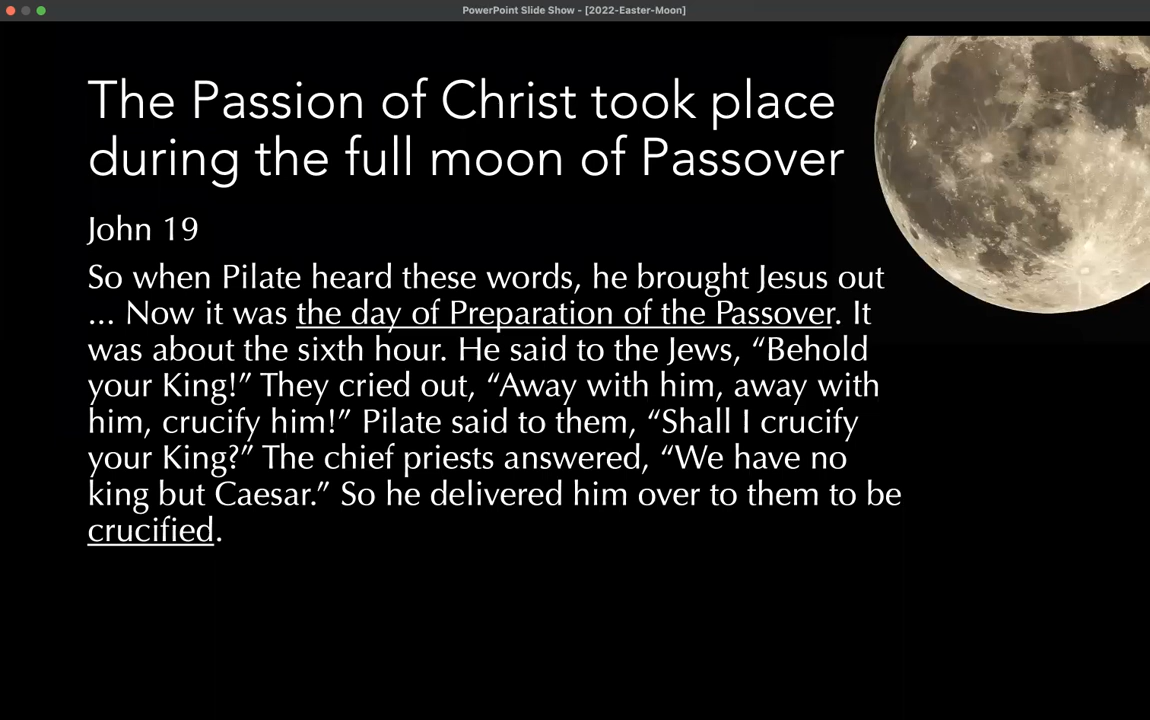 PowerPoint Slide Show - [2022-Easter-Moon]
The Passion of Christ took place
during the full moon of Passover
John 19
So when Pilate heard these words, he brought Jesus out
... Now it was the day of Preparation of the Passover. It
was about the sixth hour. He said to the Jews, “Behold
your King!” They cried out, “Away with him, away with
him, crucify him!” Pilate said to them, “Shall I crucify
your King?” The chief priests answered, “We have no
king but Caesar.” So he delivered him over to them to be
crucified.